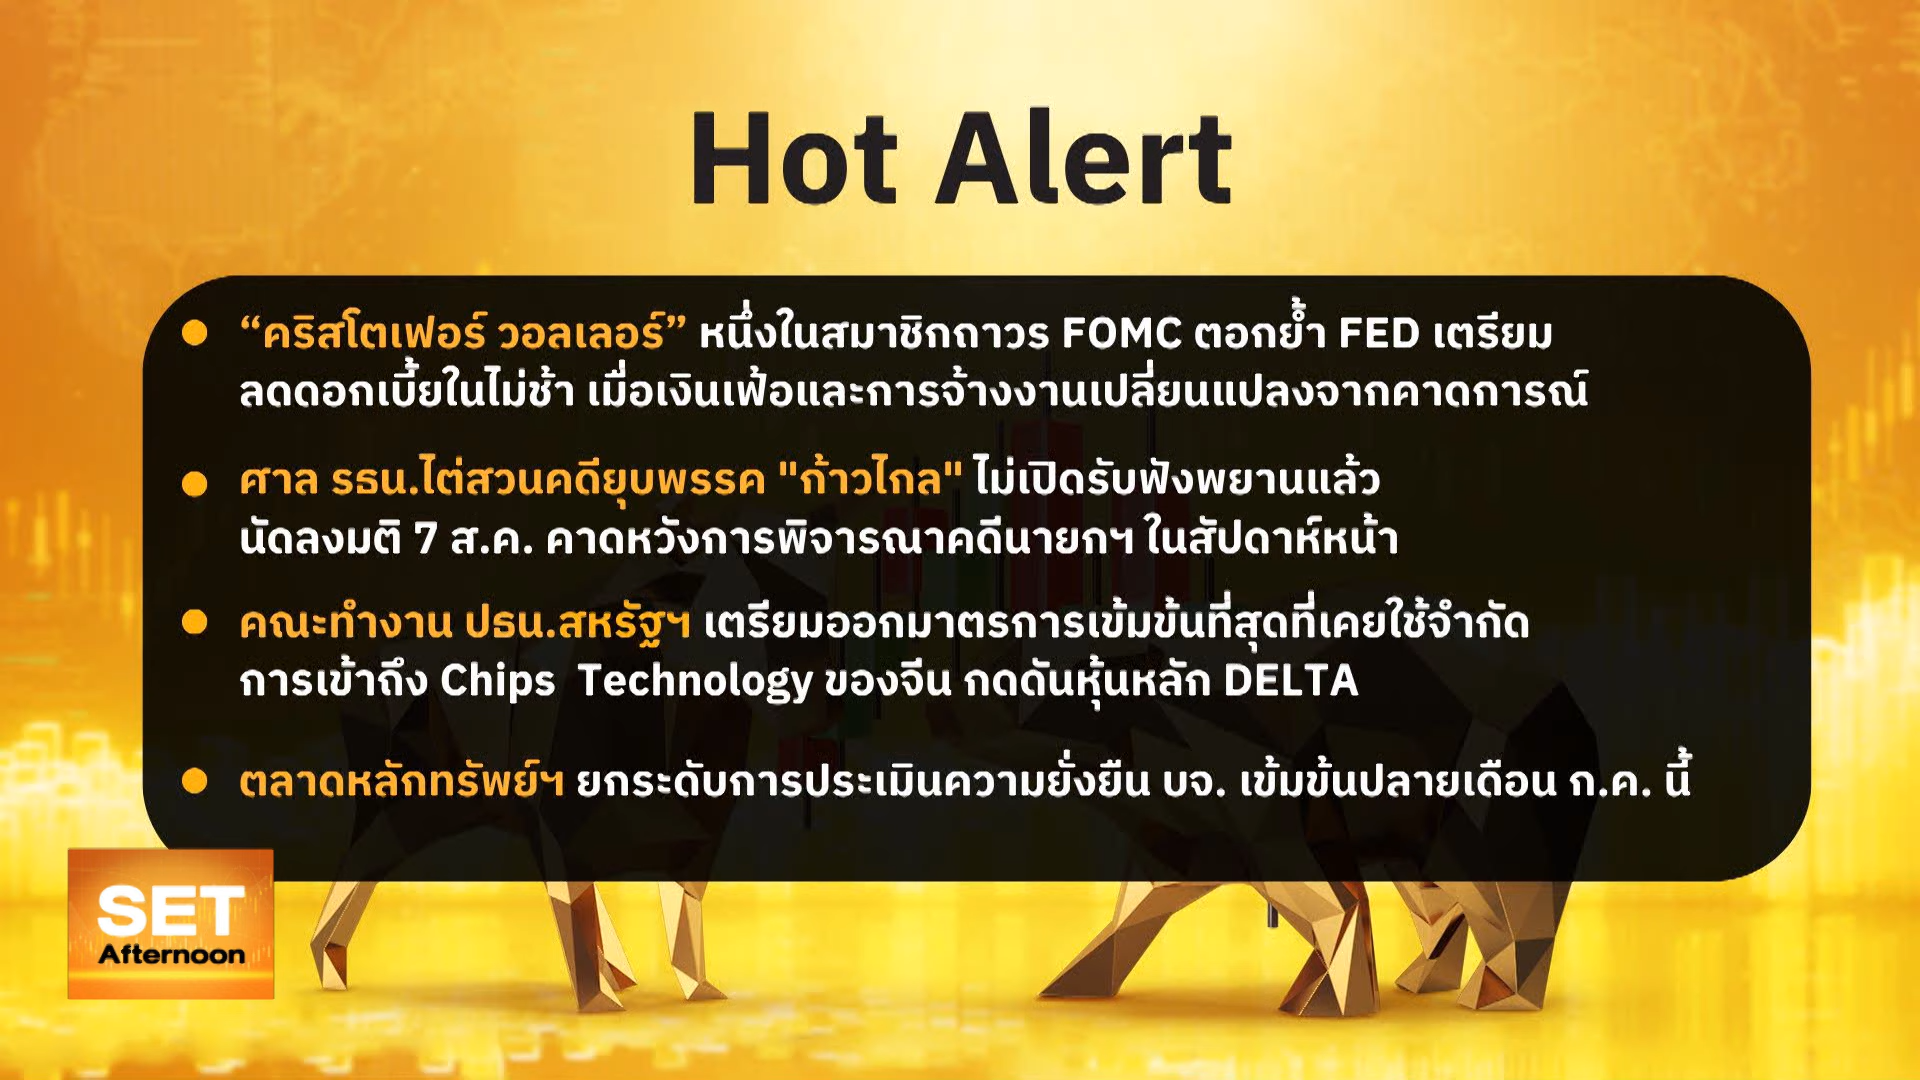 Hot Alert
“คริสโตเฟอร์ วอลเลอร์” หนึ่งในสมาชิกถาวร FOMC ตอกย้ำ FED เตรียม
ลดดอกเบี้ยในไม่ช้า เมื่อเงินเฟ้อและการจ้างงานเปลี่ยนแปลงจากคาดการณ์
ศาล รธน.ไต่สวนคดียุบพรรค "ก้าวไกล" ไม่เปิดรับฟังพยานแล้ว
นัดลงมติ 7 ส.ค. คาดหวังการพิจารณาคดีนายกฯ ในสัปดาห์หน้า
คณะทำงาน ปธน.สหรัฐฯ เตรียมออกมาตรการเข้มข้นที่สุดที่เคยใช้จำกัด
การเข้าถึง Chips  Technology ของจีน กดดันหุ้นหลัก DELTA
ตลาดหลักทรัพย์ฯ ยกระดับการประเมินความยั่งยืน บจ. เข้มข้นปลายเดือน ก.ค. นี้
SET
Afternoon